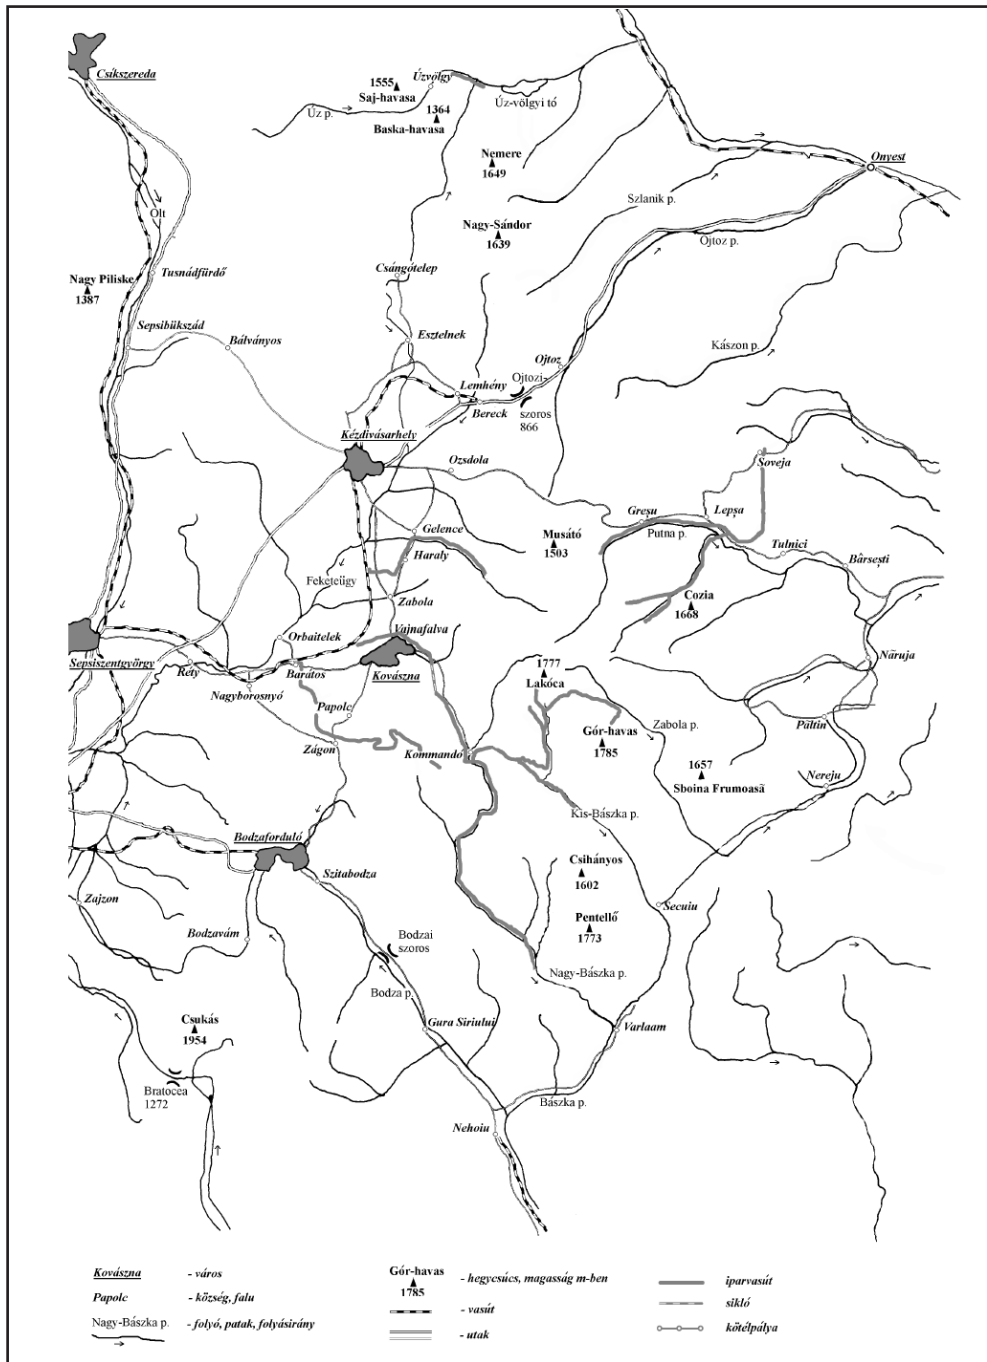 Csíkszereda
1555
Saj-havasa
Úzvölgy
Úz p.
1364
Baska-havasa
Úz-völgyi tó
Nemere
1649
Onyest
Szlanik p.
Olt
Nagy-Sándor
1639
Ojtoz p.
Tusnádfürdő
Csángótelep
Nagy Piliske
1387
Sepsibükszád
Bálványos
Esztelnek
Kászon p.
Ojtoz
Lemhény
Ojtozi-
szoros
866
Bereck
Kézdivásárhely
Ozsdola
Soveja
Greșu
Lepșa
Putna p.
Gelence
Musátó
1503
Tulnici
Bârsești
Haraly
Feketeügy
Zabola
Cozia
1668
Orbaitelek
Vajnafalva
Sepsiszentgyörgy
Réty
Barátos
Kovászna
Năruja
1777
Lakóca
Nagyborosnyó
Papolc
Zabola p.
Păltin
Gór-havas
1785
Zágon
Kommandó
1657
Sboina Frumoasă
Nereju
Kis-Bászka p.
Bodzaforduló
Szitabodza
Csihányos
1602
Zajzon
Secuiu
Pentelló
1773
Bodzavám
Bodzai
szoros
Nagy-Bászka p.
Bodza p.
Csukás
1954
Gura Siriului
Varlaam
Bratocea
1272
Bászka p.
Nehoiu
Kovászna - város
Papolc - község, falu
Nagy-Bászka p. - folyó, patak, folyásirány
Gór-havas
1785
- hegycsúcs, magasság m-ben
- vasút
- utak
iparvasút
sikló
kötélpálya